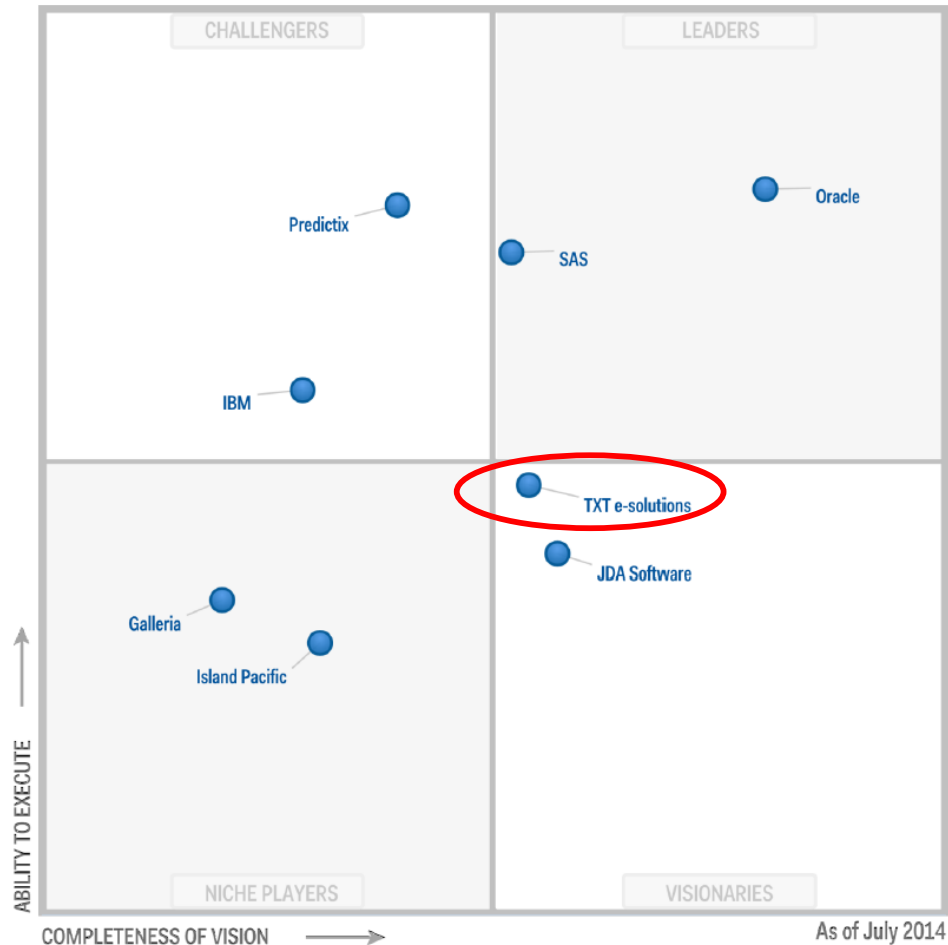 CHALLENGERS
LEADERS
Predictix
Oracle
SAS
IBM
TXT e-solutions
JDA Software
Galleria
Island Pacific
ABILITY TO EXECUTE
NICHE PLAYERS
VISIONARIES
COMPLETENESS OF VISION
As of July 2014